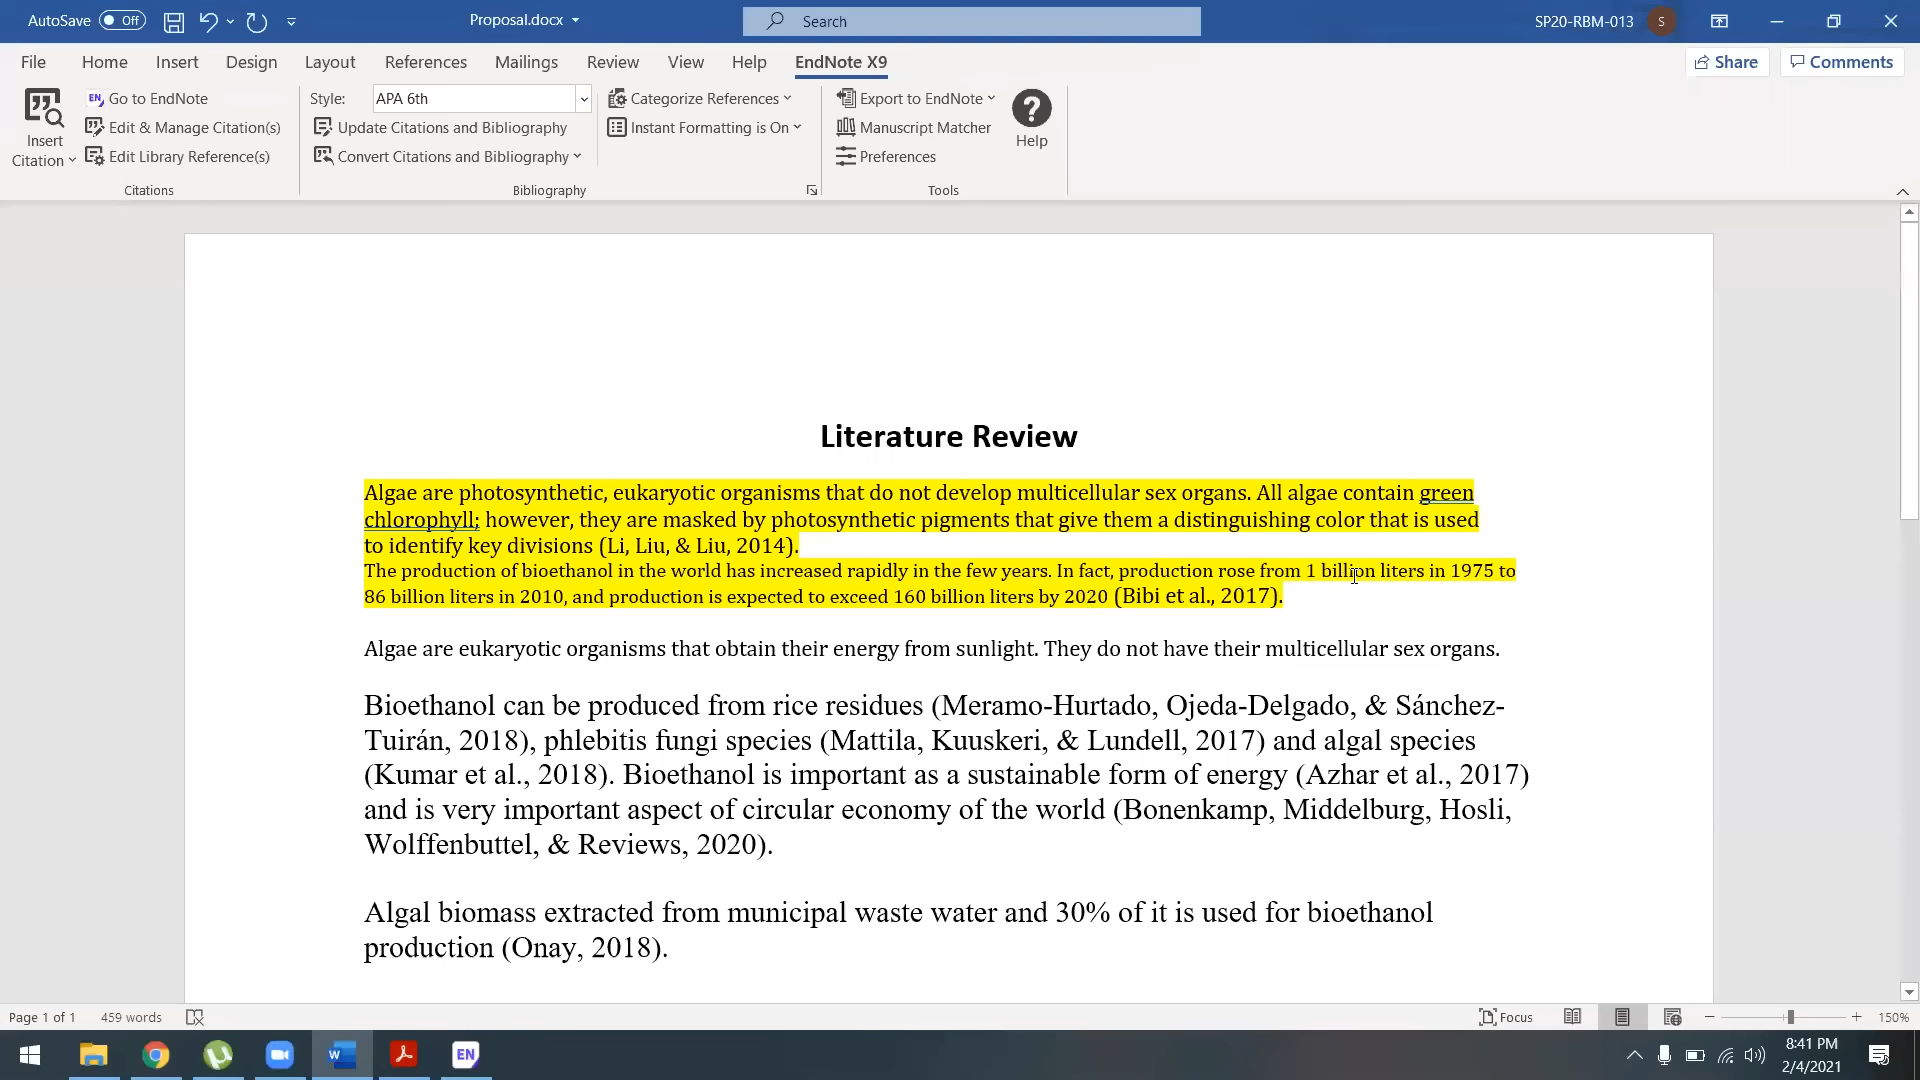 AutoSave Off Proposal.docx Search SP20-RBM-013 S
File Home Insert Design Layout References Mailings Review View Help EndNote X9 Share Comments
Insert Citation
EN Go to EndNote
Edit & Manage Citation(s)
Edit Library Reference(s)
Citations
Style: APA 6th
Update Citations and Bibliography
Convert Citations and Bibliography
Categorize References
Instant Formatting is On
Bibliography
Export to EndNote
Manuscript Matcher
Preferences
? Help
Tools
Literature Review
Algae are photosynthetic, eukaryotic organisms that do not develop multicellular sex organs. All algae contain green
chlorophyll; however, they are masked by photosynthetic pigments that give them a distinguishing color that is used
to identify key divisions (Li, Liu, & Liu, 2014).
The production of bioethanol in the world has increased rapidly in the few years. In fact, production rose from 1 billion liters in 1975 to
86 billion liters in 2010, and production is expected to exceed 160 billion liters by 2020 (Bibi et al., 2017).
Algae are eukaryotic organisms that obtain their energy from sunlight. They do not have their multicellular sex organs.
Bioethanol can be produced from rice residues (Meramo-Hurtado, Ojeda-Delgado, & Sánchez-
Tuirán, 2018), phlebitis fungi species (Mattila, Kuuskeri, & Lundell, 2017) and algal species
(Kumar et al., 2018). Bioethanol is important as a sustainable form of energy (Azhar et al., 2017)
and is very important aspect of circular economy of the world (Bonenkamp, Middelburg, Hosli,
Wolffenbuttel, & Reviews, 2020).
Algal biomass extracted from municipal waste water and 30% of it is used for bioethanol
production (Onay, 2018).
Page 1 of 1 459 words Focus 150%
W EN 8:41 PM
2/4/2021